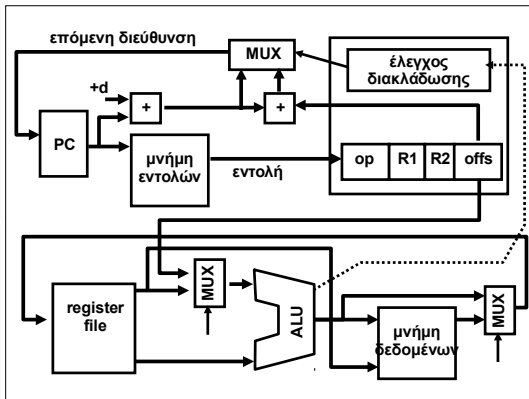 επόμενη διεύθυνση
MUX
έλεγχος
διακλάδωσης
+d
+
+
PC
μνήμη
εντολών
εντολή
op R1 R2 offs
MUX
register
file
ALU
MUX
μνήμη
δεδομένων